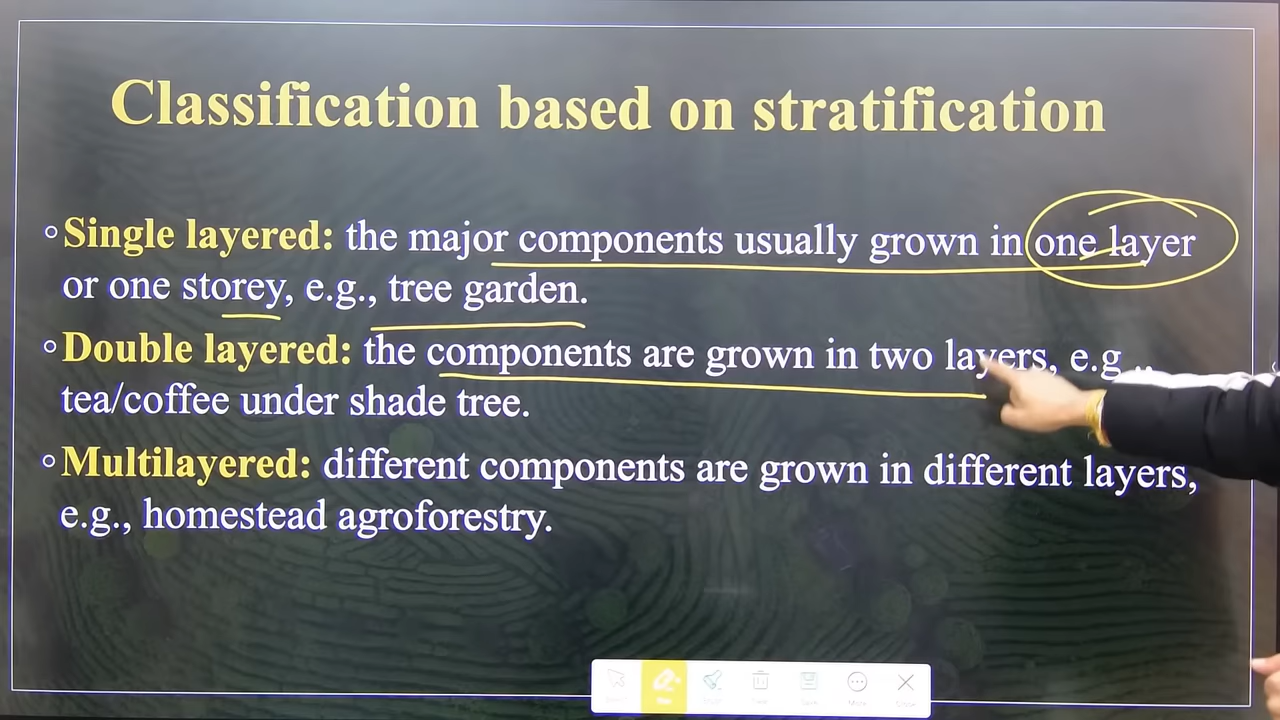 Classification based on stratification
◦Single layered: the major components usually grown in one layer
or one storey, e.g., tree garden.
◦Double layered: the components are grown in two layers, e.g.,
tea/coffee under shade tree.
◦Multilayered: different components are grown in different layers,
e.g., homestead agroforestry.